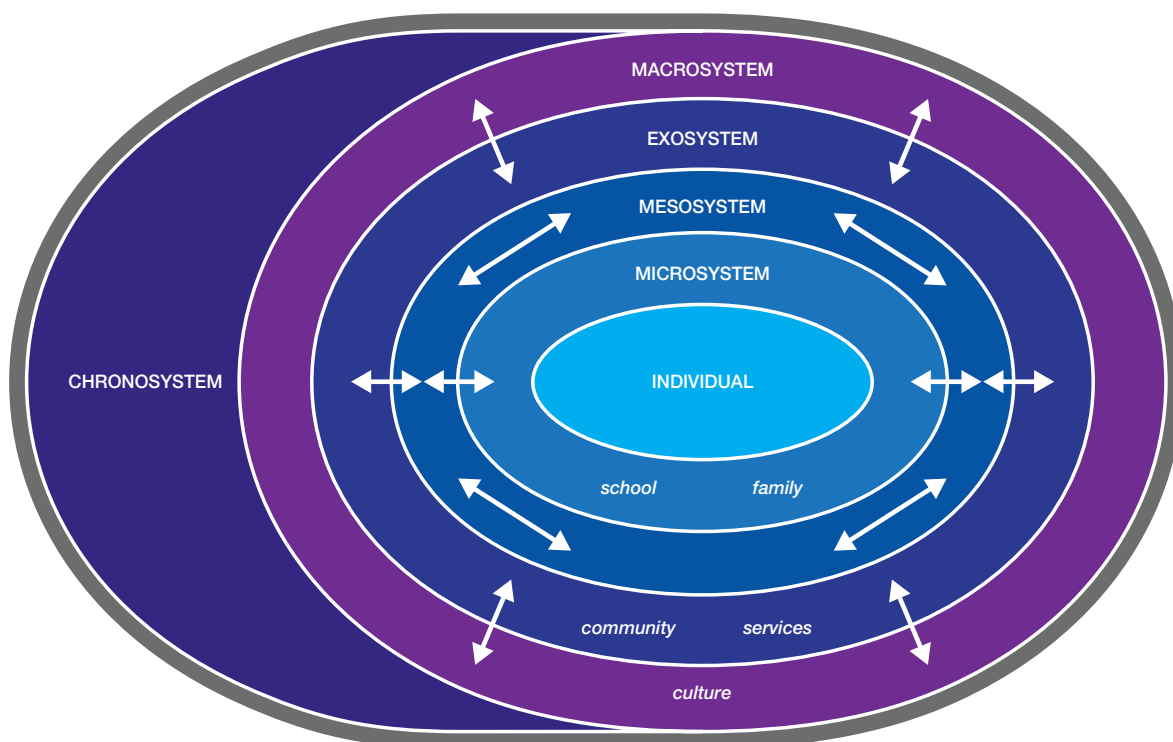 MACROSYSTEM
EXOSYSTEM
MESOSYSTEM
MICROSYSTEM
CHRONOSYSTEM
INDIVIDUAL
school family
community services
culture